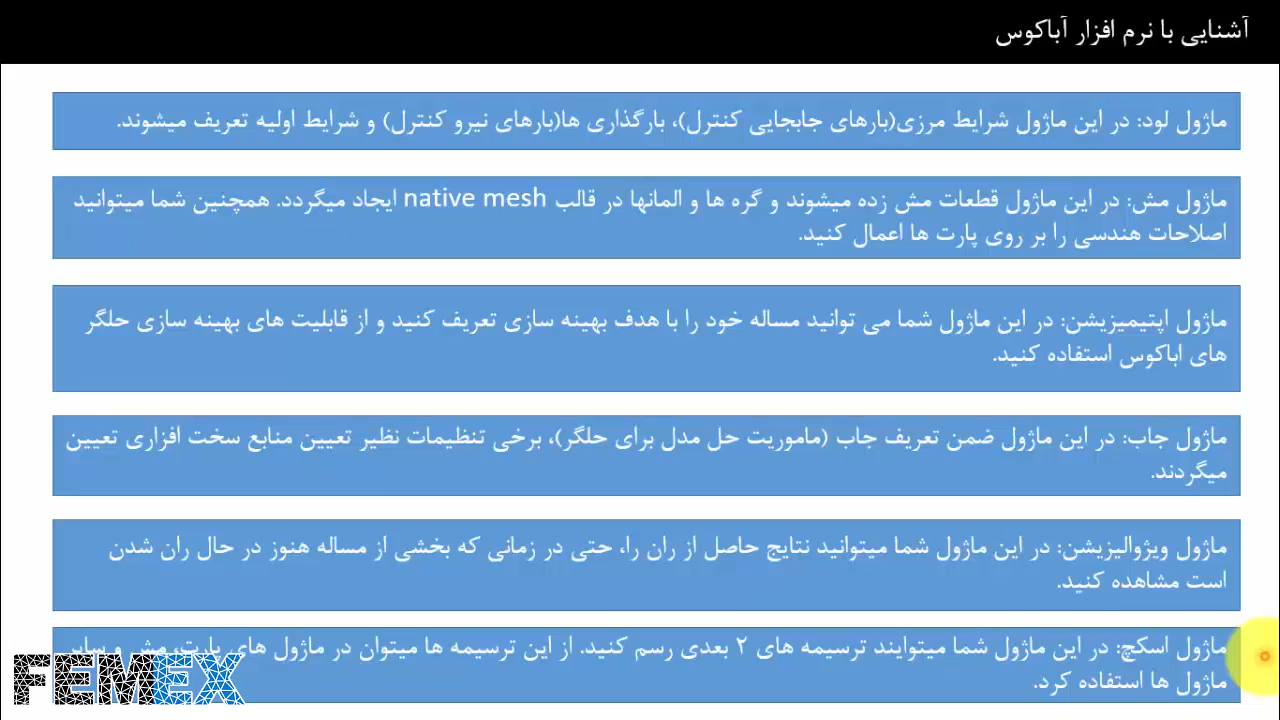 آشنایی با نرم افزار آباکوس
ماژول لود: در این ماژول شرایط مرزی(بارهای جابجایی کنترل)، بارگذاری ها(بارهای نیرو کنترل) و شرایط اولیه تعریف میشوند.
ماژول مش: در این ماژول قطعات مش زده میشوند و گره ها و المانها در قالب native mesh ایجاد میگردد. همچنین شما میتوانید
اصلاحات هندسی را بر روی پارت ها اعمال کنید.
ماژول اپتیمیزیشن: در این ماژول شما می توانید مساله خود را با هدف بهینه سازی تعریف کنید و از قابلیت های بهینه سازی حلگر
های اباکوس استفاده کنید.
ماژول جاب: در این ماژول ضمن تعریف جاب (ماموریت حل مدل برای حلگر)، برخی تنظیمات نظیر تعیین منابع سخت افزاری تعیین
میگردند.
ماژول ویژوالیزیشن: در این ماژول شما میتوانید نتایج حاصل از ران را، حتی در زمانی که بخشی از مساله هنوز در حال ران شدن
است مشاهده کنید.
ماژول اسکچ: در این ماژول شما میتوایند ترسیمه های ۲ بعدی رسم کنید. از این ترسیمه ها میتوان در ماژول های پارت، مش سایر
ماژول ها استفاده کرد.
FEMEX